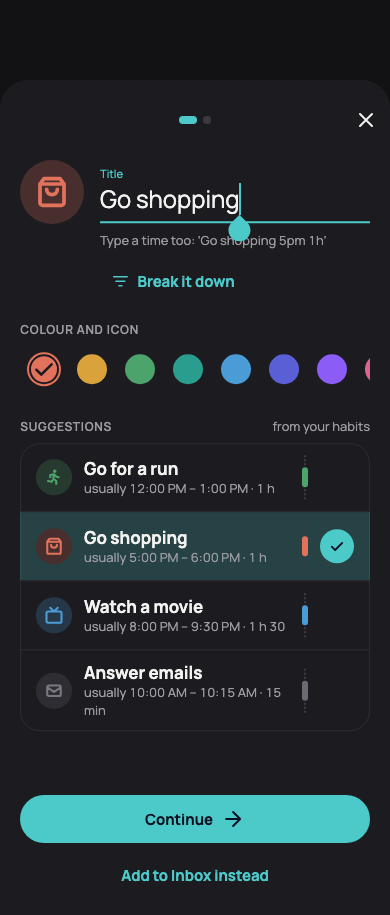 Title
Go shopping
Type a time too: 'Go shopping 5pm 1h'
Break it down
COLOUR AND ICON
SUGGESTIONS
from your habits
Go for a run
usually 12:00 PM – 1:00 PM · 1 h
Go shopping
usually 5:00 PM – 6:00 PM · 1 h
Watch a movie
usually 8:00 PM – 9:30 PM · 1 h 30
Answer emails
usually 10:00 AM – 10:15 AM · 15
min
Continue
Add to Inbox instead